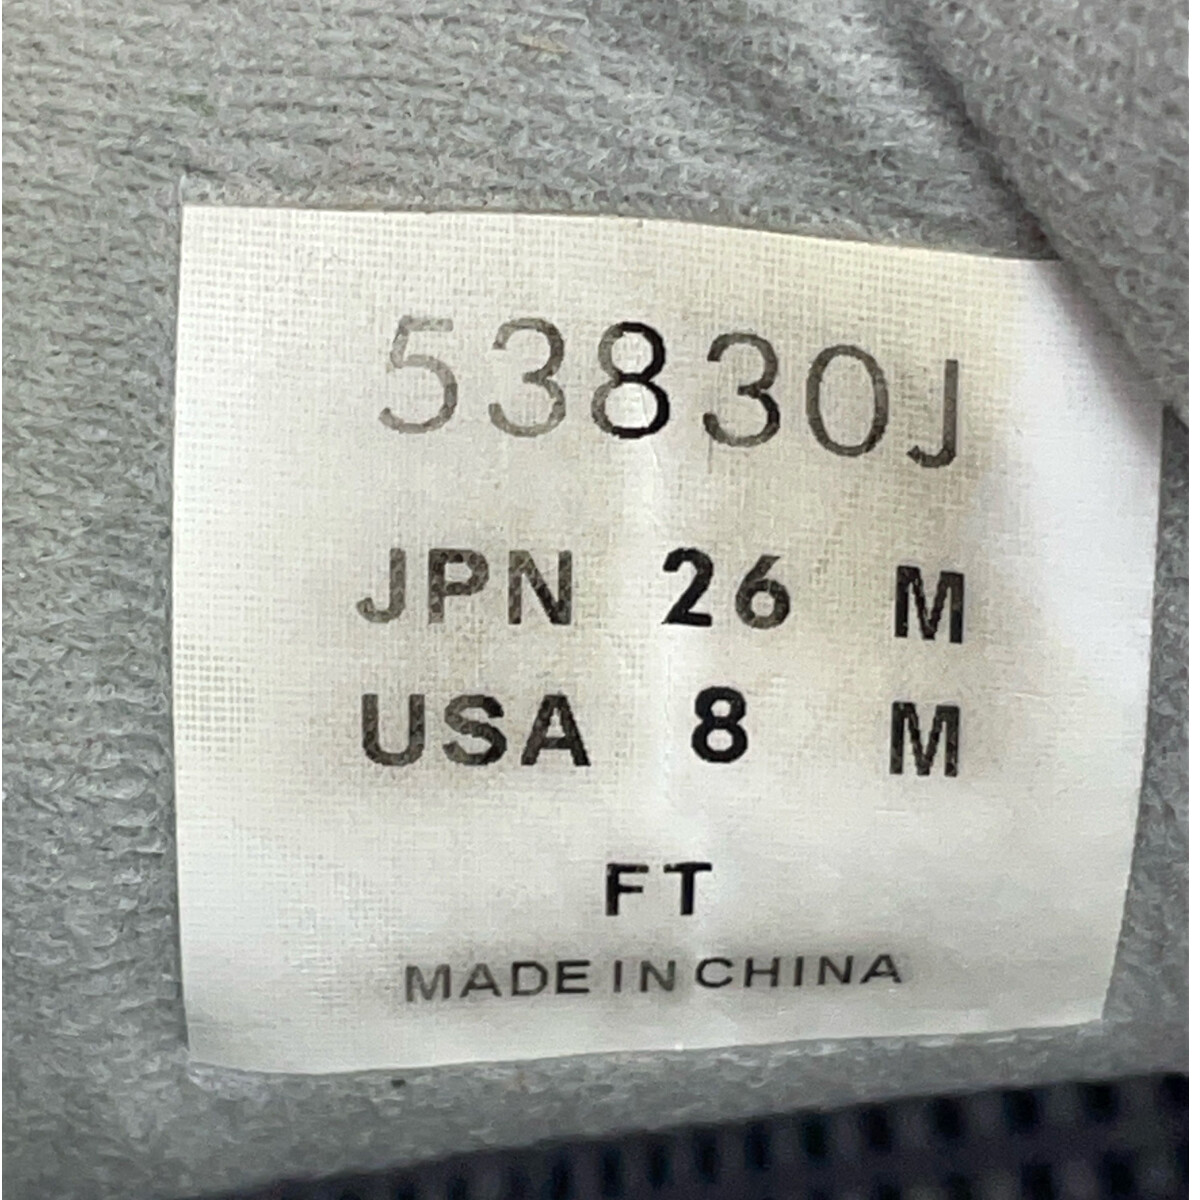 53830J
JPN 26 M
USA 8 M
FT
MADE IN CHINA